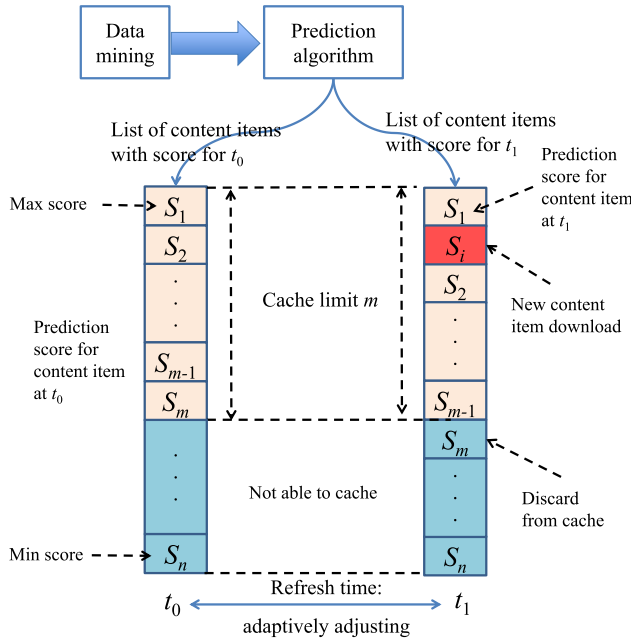 Data
mining
Prediction
algorithm
List of content items
with score for t0
List of content items
with score for t1
Prediction
score for
content item
at t1
Max score
S1
S2
.
.
.
Sm-1
Sm
.
.
.
Sn
Prediction
score for
content item
at t0
Min score
Cache limit m
Not able to cache
S1
Si
S2
.
.
.
Sm-1
Sm
.
.
.
Sn
New content
item download
Discard
from cache
t0
Refresh time:
adaptively adjusting
t1